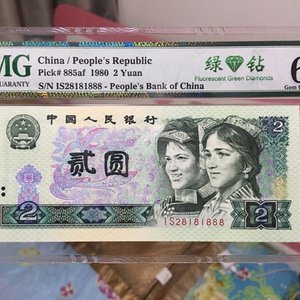 MG
China / People's Republic
Pick# 885af 1980 2 Yuan
S/N IS28181888 - People's Bank of China
绿钻
Fluorescent Green Diamonds
6
Gem U
中国人民银行
2
贰圆
2
IS28181888